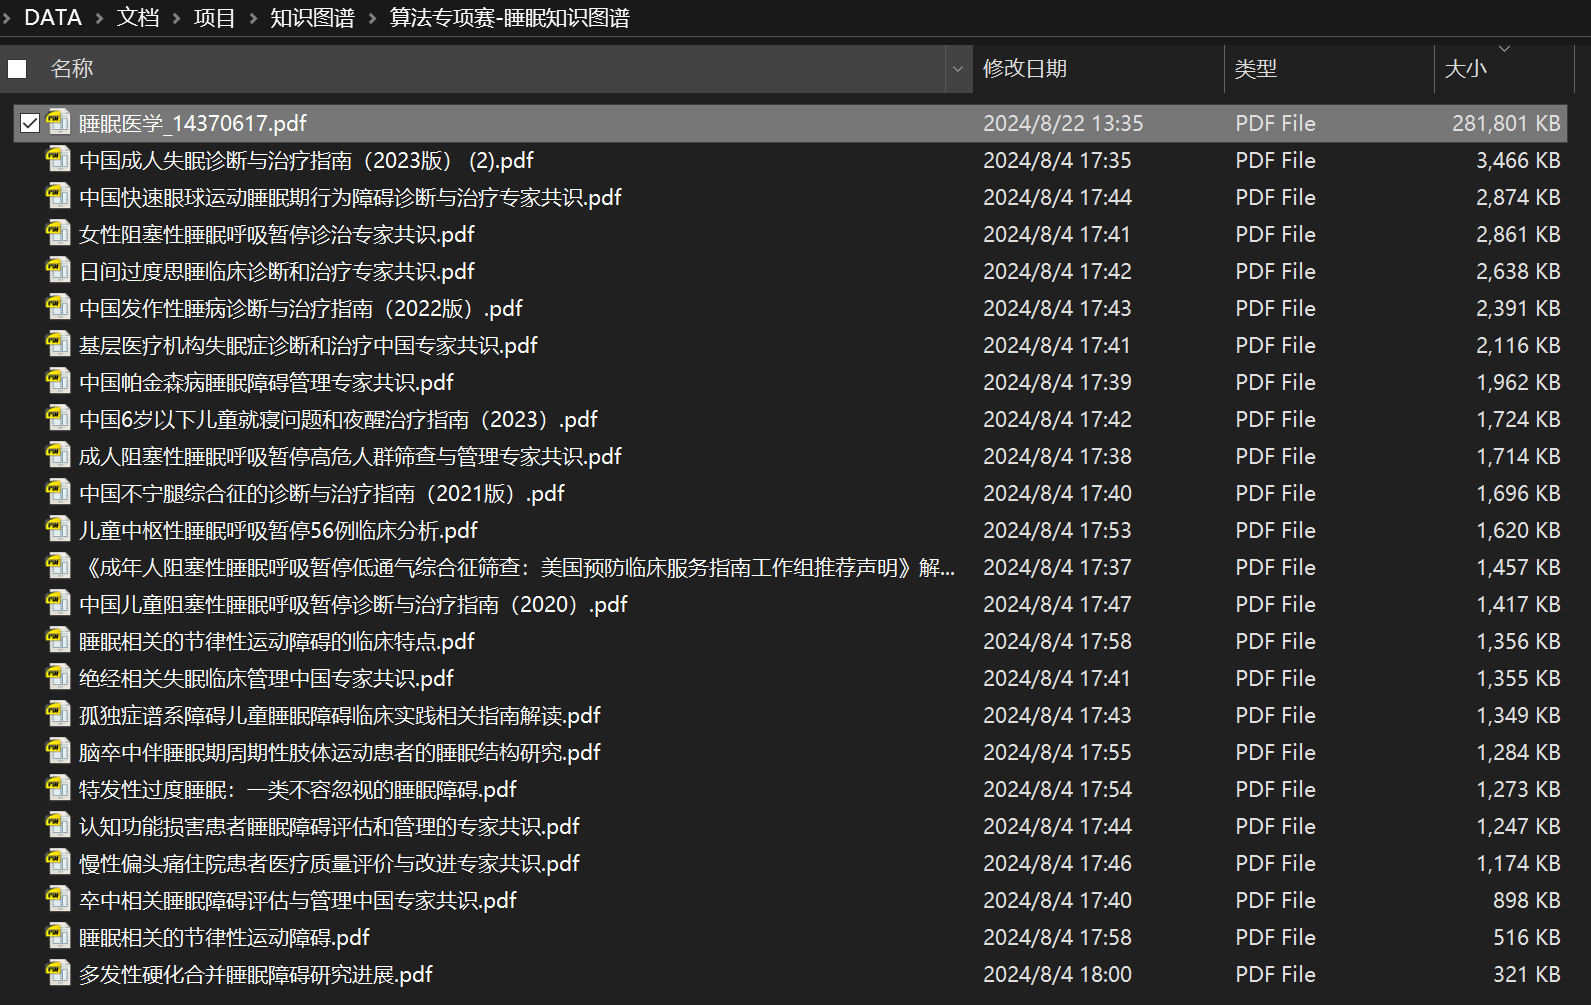 DATA > 文档 > 项目 > 知识图谱 > 算法专项赛-睡眠知识图谱
名称 修改日期 类型 大小
睡眠医学_14370617.pdf 2024/8/22 13:35 PDF File 281,801 KB
中国成人失眠诊断与治疗指南（2023版） (2).pdf 2024/8/4 17:35 PDF File 3,466 KB
中国快速眼球运动睡眠期行为障碍诊断与治疗专家共识.pdf 2024/8/4 17:44 PDF File 2,874 KB
女性阻塞性睡眠呼吸暂停诊治专家共识.pdf 2024/8/4 17:41 PDF File 2,861 KB
日间过度思睡临床诊断和治疗专家共识.pdf 2024/8/4 17:42 PDF File 2,638 KB
中国发作性睡病诊断与治疗指南（2022版）.pdf 2024/8/4 17:43 PDF File 2,391 KB
基层医疗机构失眠症诊断和治疗中国专家共识.pdf 2024/8/4 17:41 PDF File 2,116 KB
中国帕金森病睡眠障碍管理专家共识.pdf 2024/8/4 17:39 PDF File 1,962 KB
中国6岁以下儿童就寝问题和夜醒治疗指南（2023）.pdf 2024/8/4 17:42 PDF File 1,724 KB
成人阻塞性睡眠呼吸暂停高危人群筛查与管理专家共识.pdf 2024/8/4 17:38 PDF File 1,714 KB
中国不宁腿综合征的诊断与治疗指南（2021版）.pdf 2024/8/4 17:40 PDF File 1,696 KB
儿童中枢性睡眠呼吸暂停56例临床分析.pdf 2024/8/4 17:53 PDF File 1,620 KB
《成年人阻塞性睡眠呼吸暂停低通气综合征筛查：美国预防临床服务指南工作组推荐声明》解... 2024/8/4 17:37 PDF File 1,457 KB
中国儿童阻塞性睡眠呼吸暂停诊断与治疗指南（2020）.pdf 2024/8/4 17:47 PDF File 1,417 KB
睡眠相关的节律性运动障碍的临床特点.pdf 2024/8/4 17:58 PDF File 1,356 KB
绝经相关失眠临床管理中国专家共识.pdf 2024/8/4 17:41 PDF File 1,355 KB
孤独症谱系障碍儿童睡眠障碍临床实践相关指南解读.pdf 2024/8/4 17:43 PDF File 1,349 KB
脑卒中伴睡眠期周期性肢体运动患者的睡眠结构研究.pdf 2024/8/4 17:55 PDF File 1,284 KB
特发性过度睡眠：一类不容忽视的睡眠障碍.pdf 2024/8/4 17:54 PDF File 1,273 KB
认知功能损害患者睡眠障碍评估和管理的专家共识.pdf 2024/8/4 17:44 PDF File 1,247 KB
慢性偏头痛住院患者医疗质量评价与改进专家共识.pdf 2024/8/4 17:46 PDF File 1,174 KB
卒中相关睡眠障碍评估与管理中国专家共识.pdf 2024/8/4 17:40 PDF File 898 KB
睡眠相关的节律性运动障碍.pdf 2024/8/4 17:58 PDF File 516 KB
多发性硬化合并睡眠障碍研究进展.pdf 2024/8/4 18:00 PDF File 321 KB